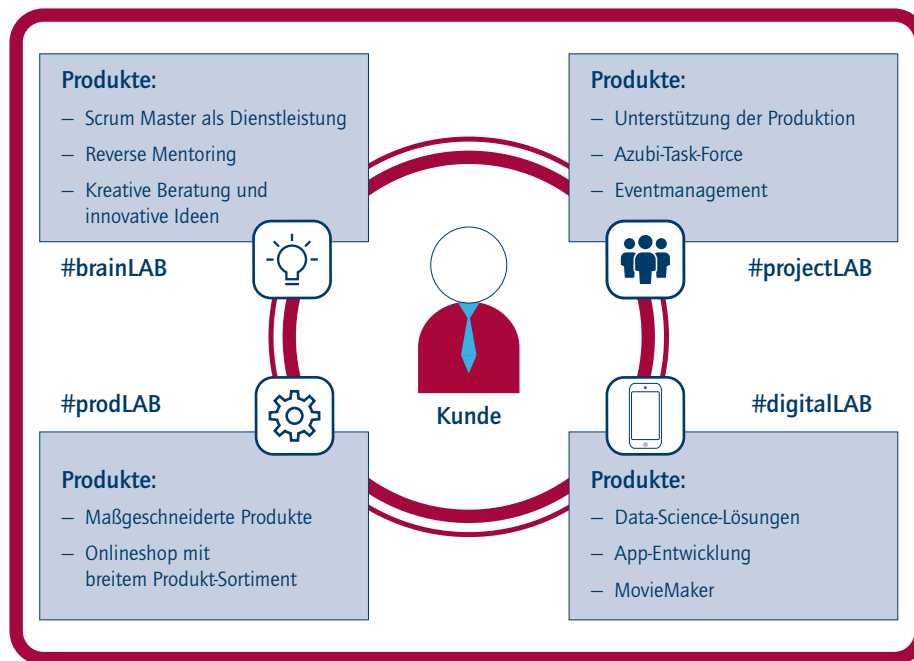 Produkte:
– Scrum Master als Dienstleistung
– Reverse Mentoring
– Kreative Beratung und
innovative Ideen
#brainLAB
Produkte:
– Unterstützung der Produktion
– Azubi-Task-Force
– Eventmanagement
#projectLAB
Kunde
#prodLAB
Produkte:
– Maßgeschneiderte Produkte
– Onlineshop mit
breitem Produkt-Sortiment
#digitalLAB
Produkte:
– Data-Science-Lösungen
– App-Entwicklung
– MovieMaker